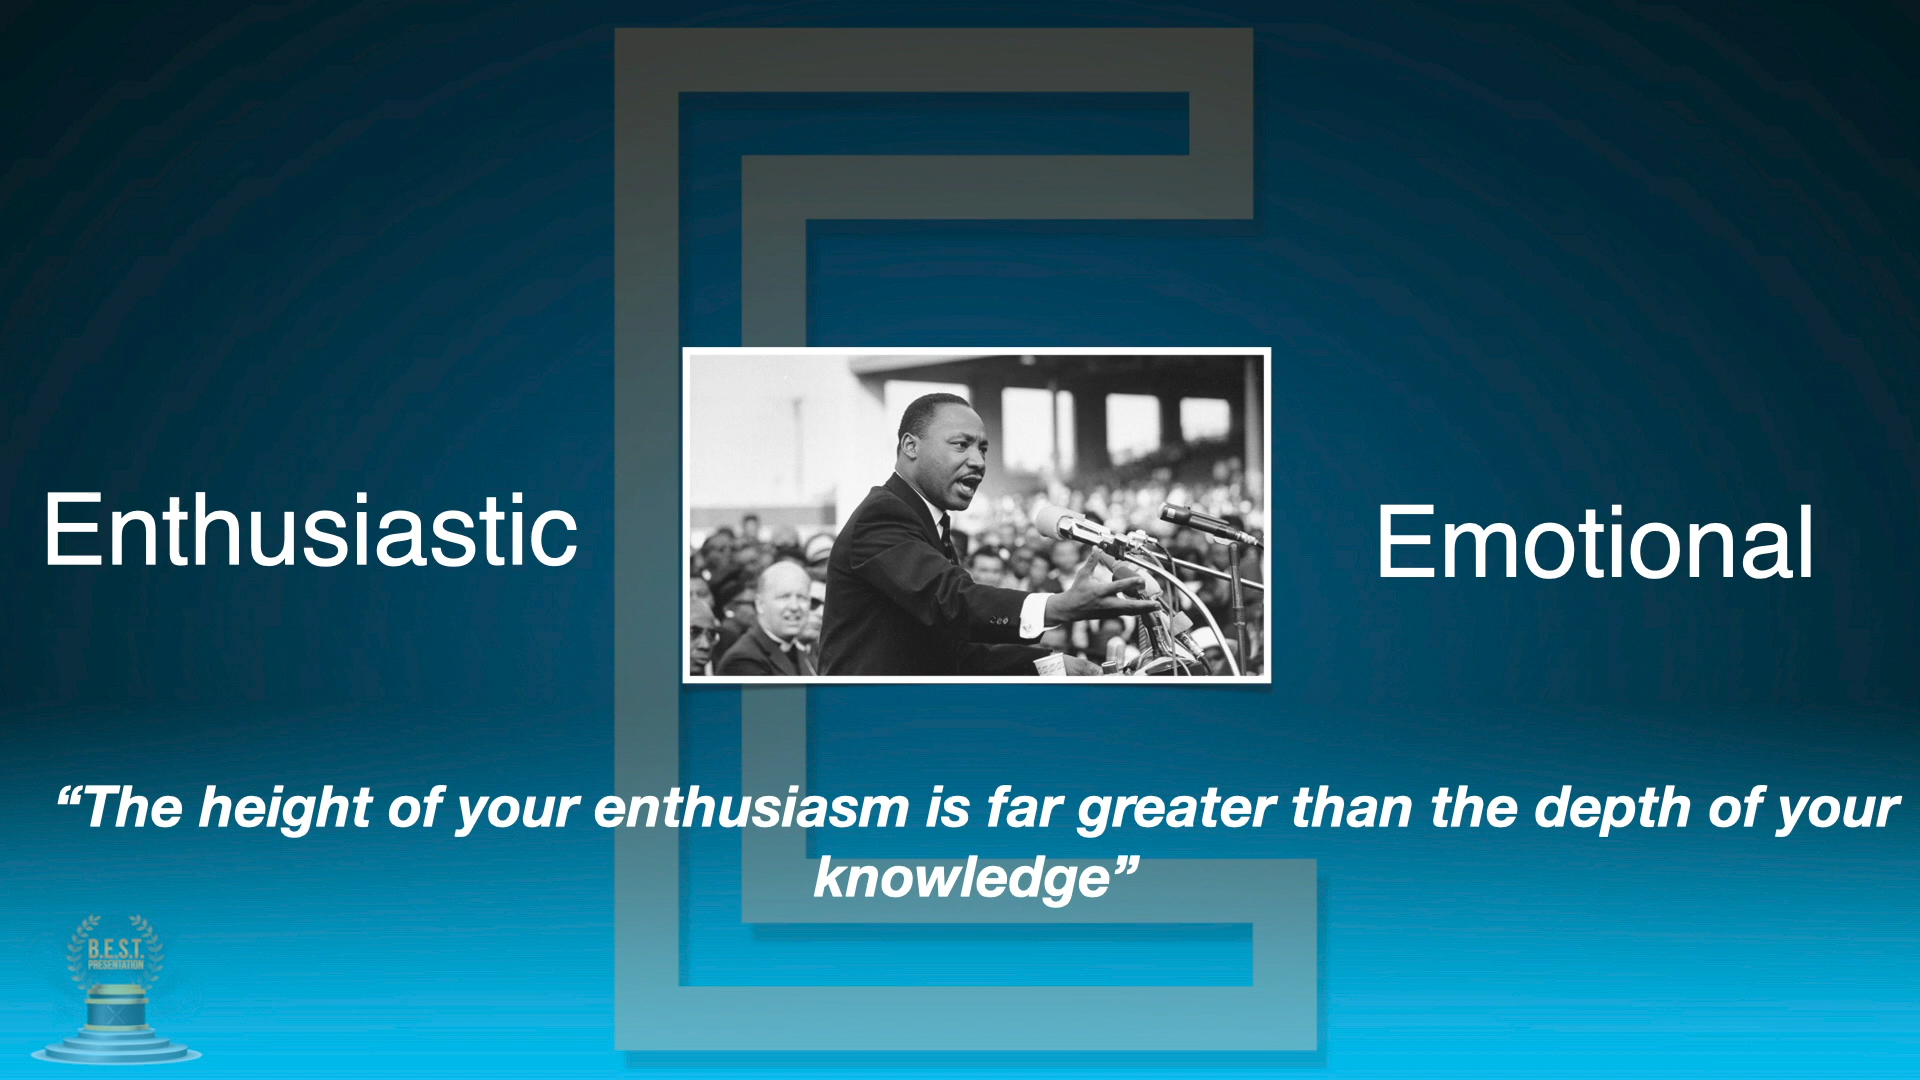 Enthusiastic
Emotional
“The height of your enthusiasm is far greater than the depth of your
knowledge”
B.E.S.T.
PRESENTATION